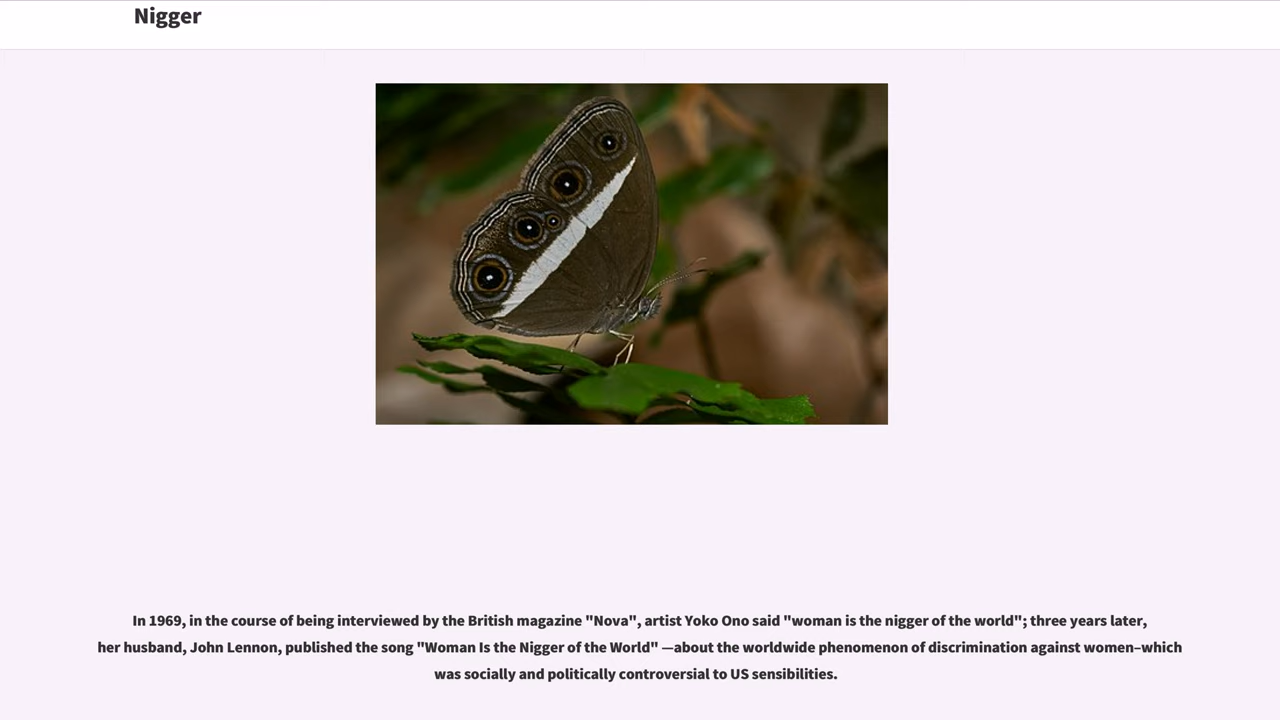 Nigger
In 1969, in the course of being interviewed by the British magazine "Nova", artist Yoko Ono said "woman is the nigger of the world"; three years later,
her husband, John Lennon, published the song "Woman Is the Nigger of the World" —about the worldwide phenomenon of discrimination against women–which
was socially and politically controversial to US sensibilities.